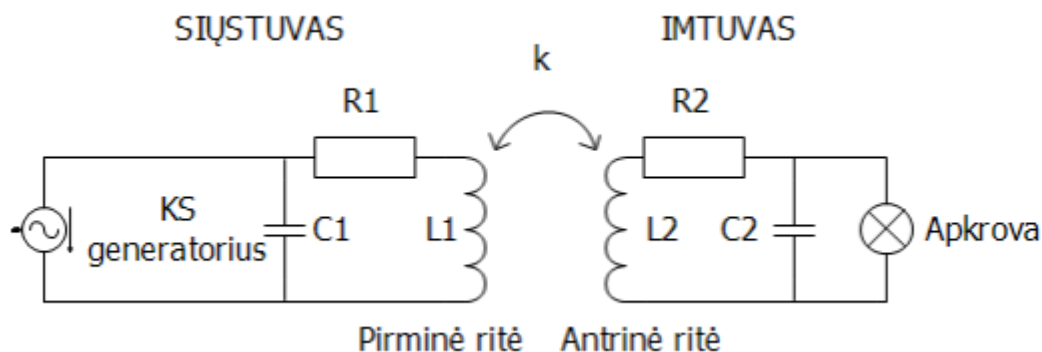 SIŲSTUVAS
IMTUVAS
k
R1
R2
KS
generatorius
C1
L1
L2
C2
Apkrova
Pirminė ritė
Antrinė ritė